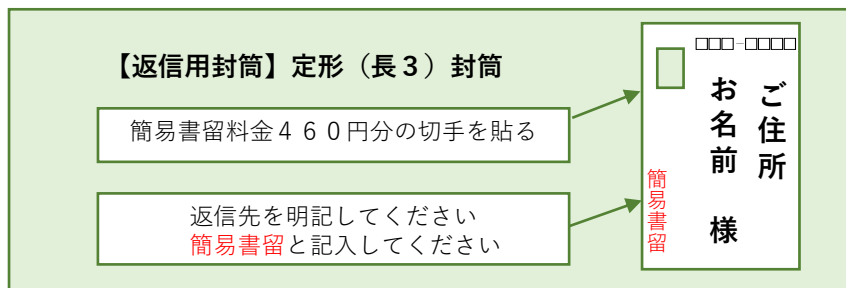 【返信用封筒】定形（長３）封筒
簡易書留料金４６０円分の切手を貼る
返信先を明記してください
簡易書留と記入してください
□□□-□□□□
ご住所
お名前　様
簡易書留